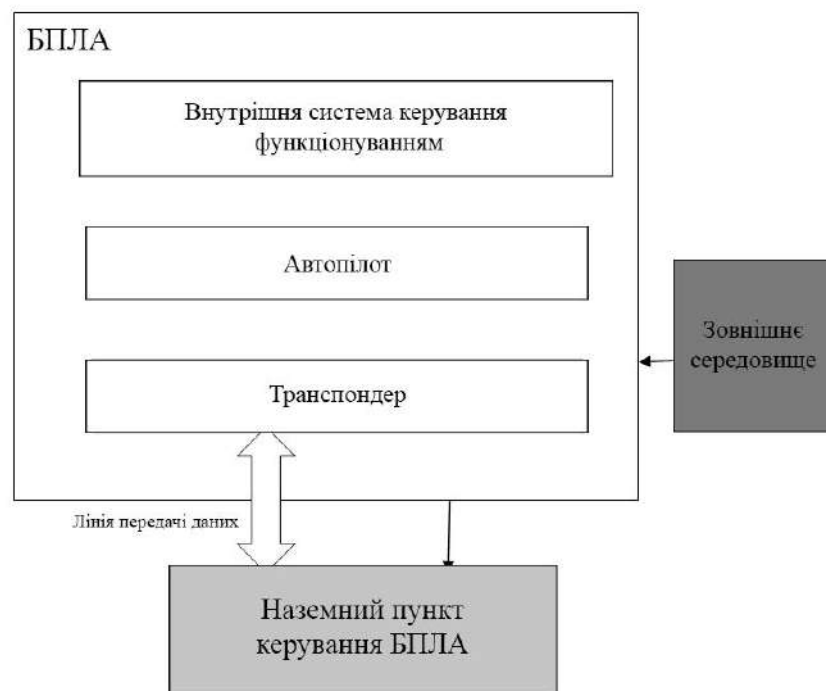 БПЛА
Внутрішня система керування
функціонуванням
Автопілот
Зовнішнє
середовище
Транспондер
Лінія передачі даних
Наземний пункт
керування БПЛА